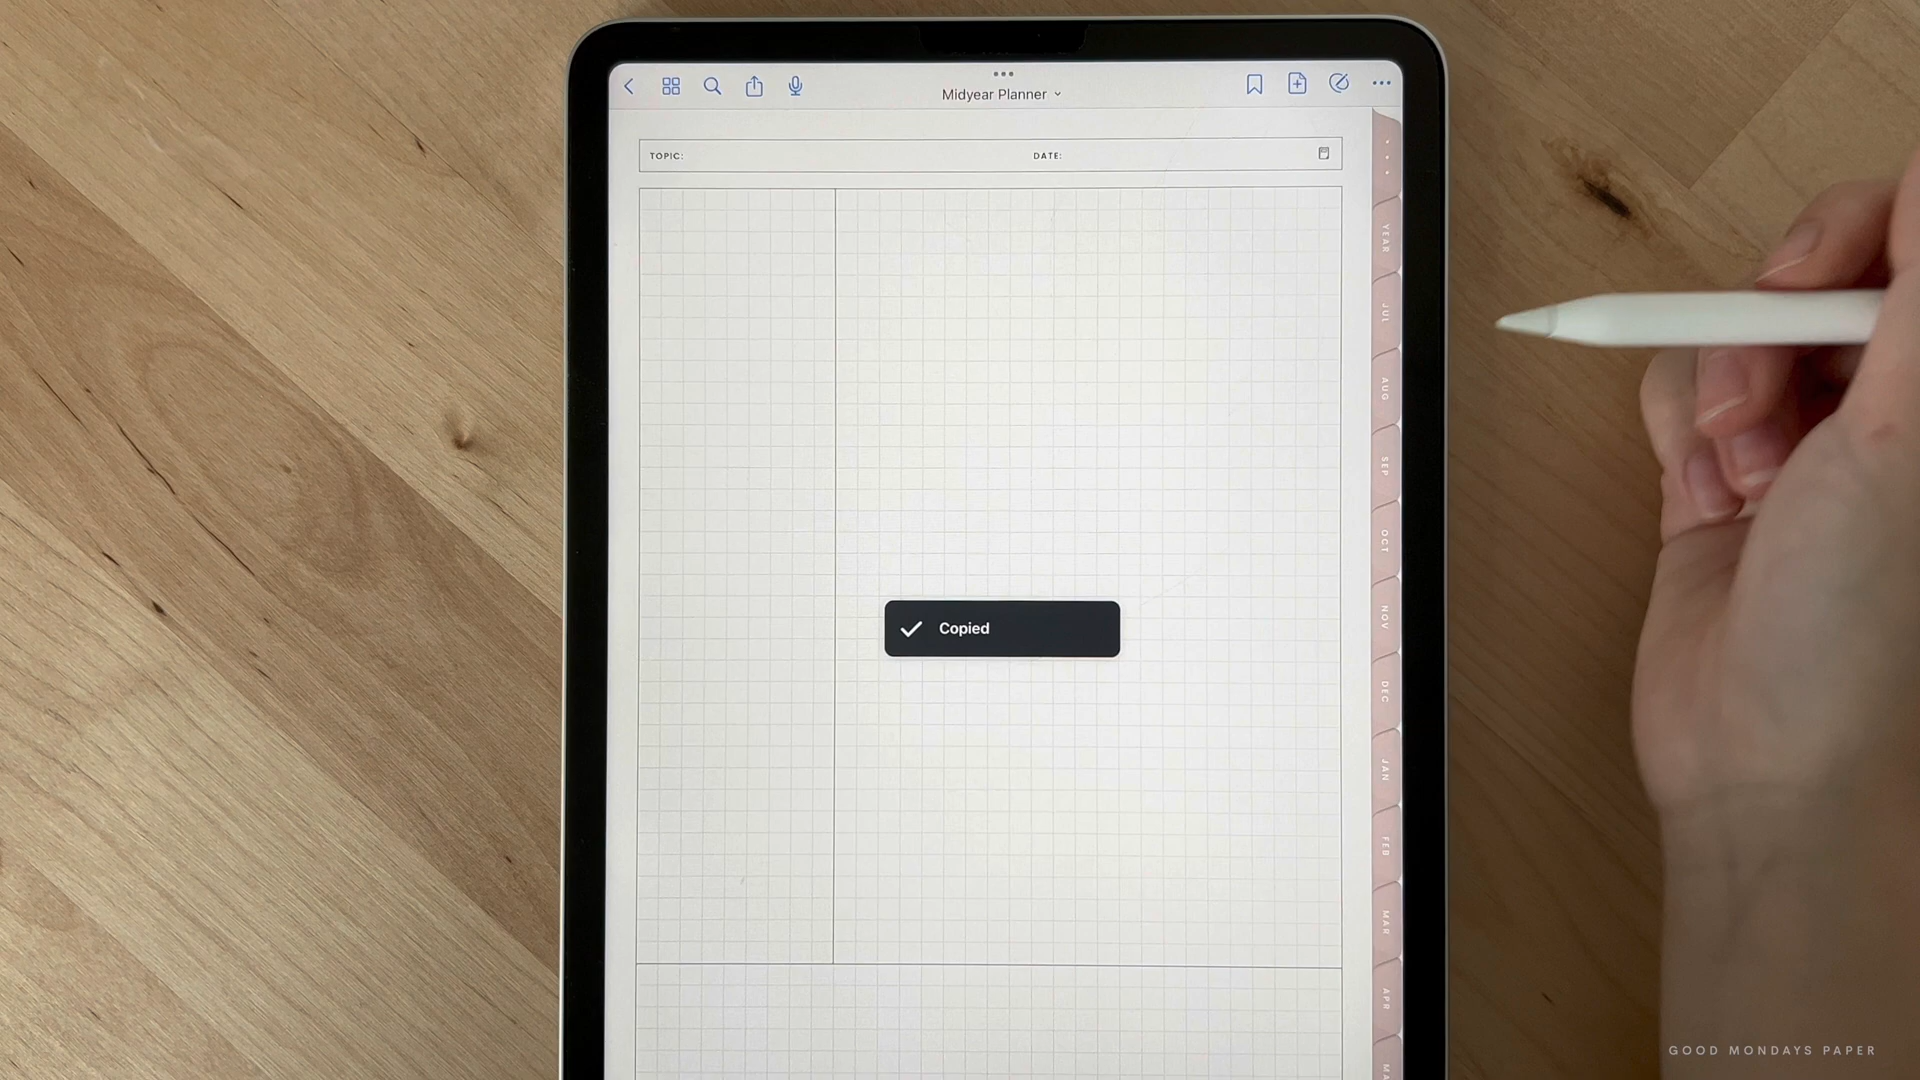 Midyear Planner
TOPIC:
DATE:
YEAR
JUL
AUG
SEP
OCT
NOV
DEC
JAN
FEB
MAR
APR
Copied
GOOD MONDAYS PAPER